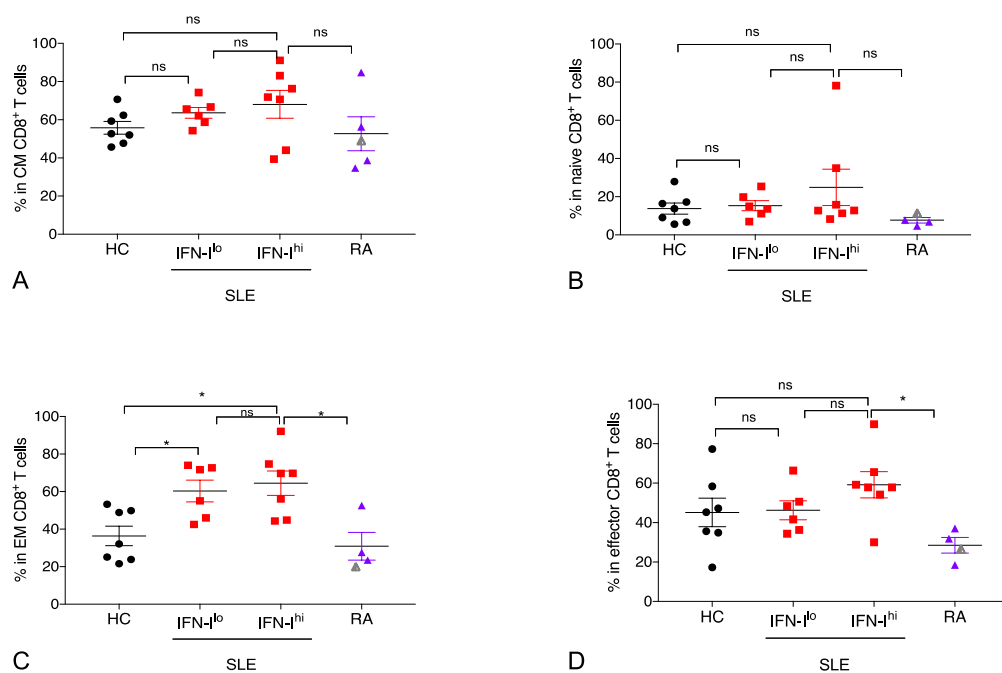 ns
ns
ns
ns
100
80
60
40
20
0
% in CM CD8⁺ T cells
HC
IFN-Iˡᵒ
IFN-Iʰⁱ
RA
SLE
A
ns
ns
ns
ns
100
80
60
40
20
0
% in naive CD8⁺ T cells
HC
IFN-Iˡᵒ
IFN-Iʰⁱ
RA
SLE
B
*
ns
*
*
100
80
60
40
20
0
% in EM CD8⁺ T cells
HC
IFN-Iˡᵒ
IFN-Iʰⁱ
RA
SLE
C
ns
ns
*
ns
100
80
60
40
20
0
% in effector CD8⁺ T cells
HC
IFN-Iˡᵒ
IFN-Iʰⁱ
RA
SLE
D